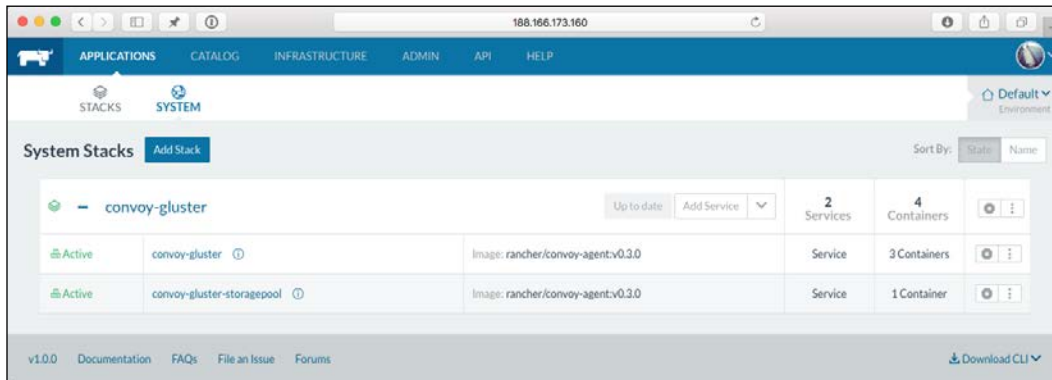 188.166.173.160
APPLICATIONS CATALOG INFRASTRUCTURE ADMIN API HELP
STACKS SYSTEM Default
Environment
System Stacks Add Stack Sort By: State Name
convoy-gluster Up to date Add Service 2 Services 4 Containers
Active convoy-gluster Image: rancher/convoy-agent:v0.3.0 Service 3 Containers
Active convoy-gluster-storagepool Image: rancher/convoy-agent:v0.3.0 Service 1 Container
v1.0.0 Documentation FAQs File an Issue Forums Download CLI